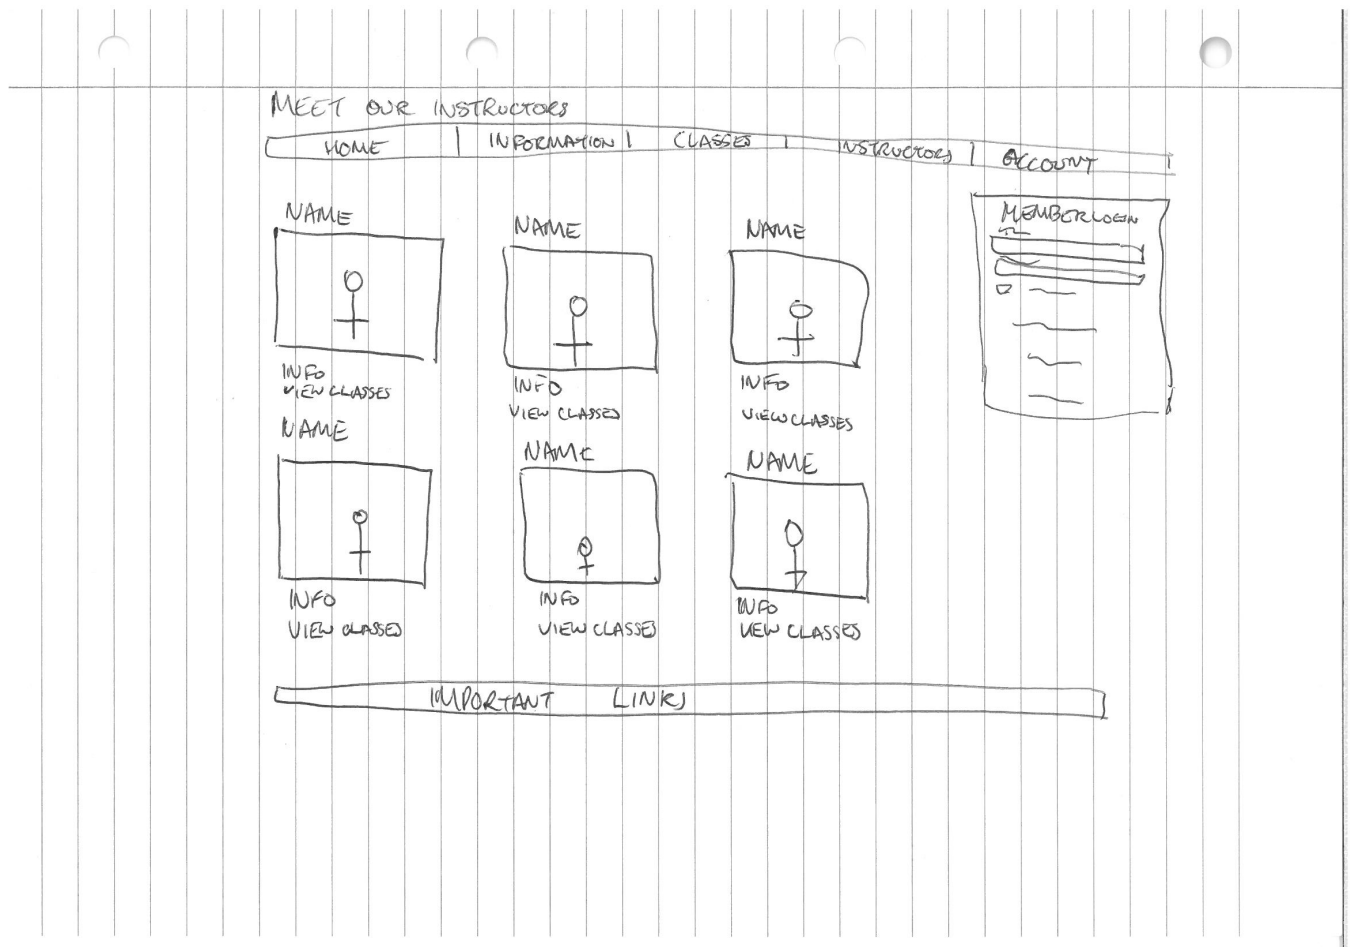 MEET OUR INSTRUCTORS
HOME INFORMATION CLASSES INSTRUCTORS ACCOUNT
MEMBER LOGIN
NAME NAME NAME
INFO INFO INFO
VIEW CLASSES VIEW CLASSES VIEW CLASSES
NAME NAME NAME
INFO INFO INFO
VIEW CLASSES VIEW CLASSES VIEW CLASSES
IMPORTANT LINKS